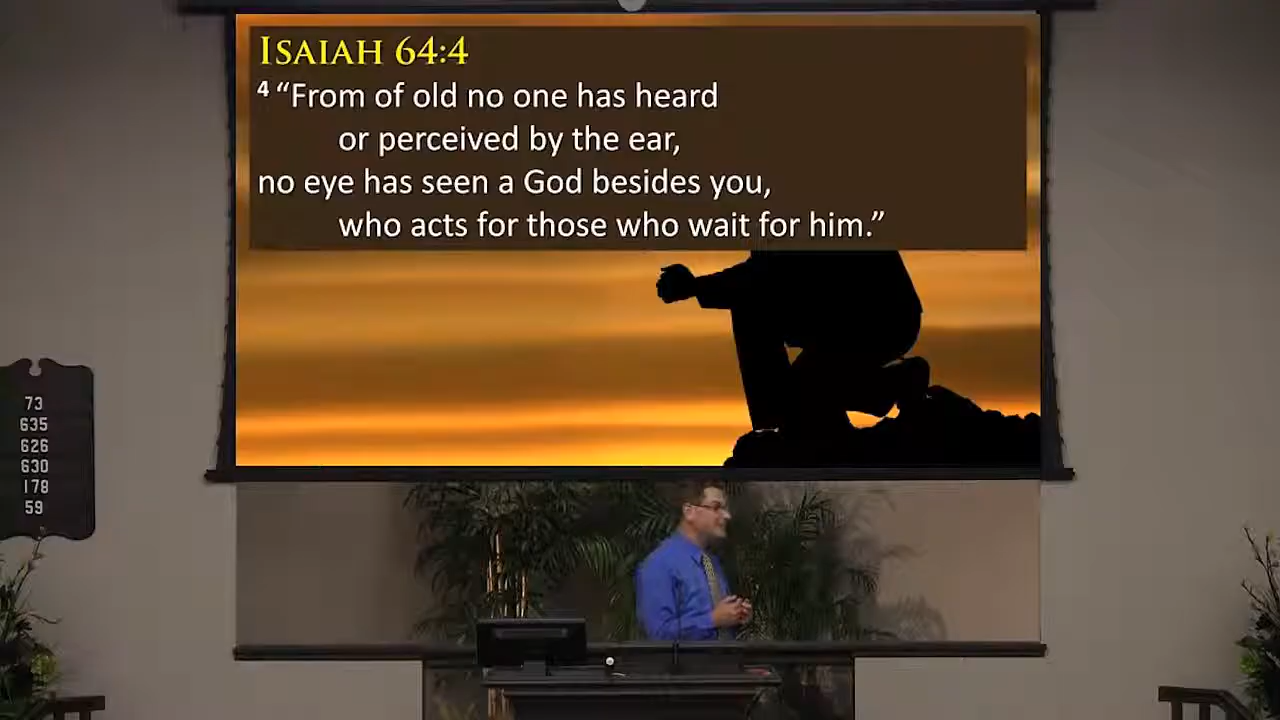 ISAIAH 64:4
4 “From of old no one has heard
or perceived by the ear,
no eye has seen a God besides you,
who acts for those who wait for him.”
73
635
626
630
178
59